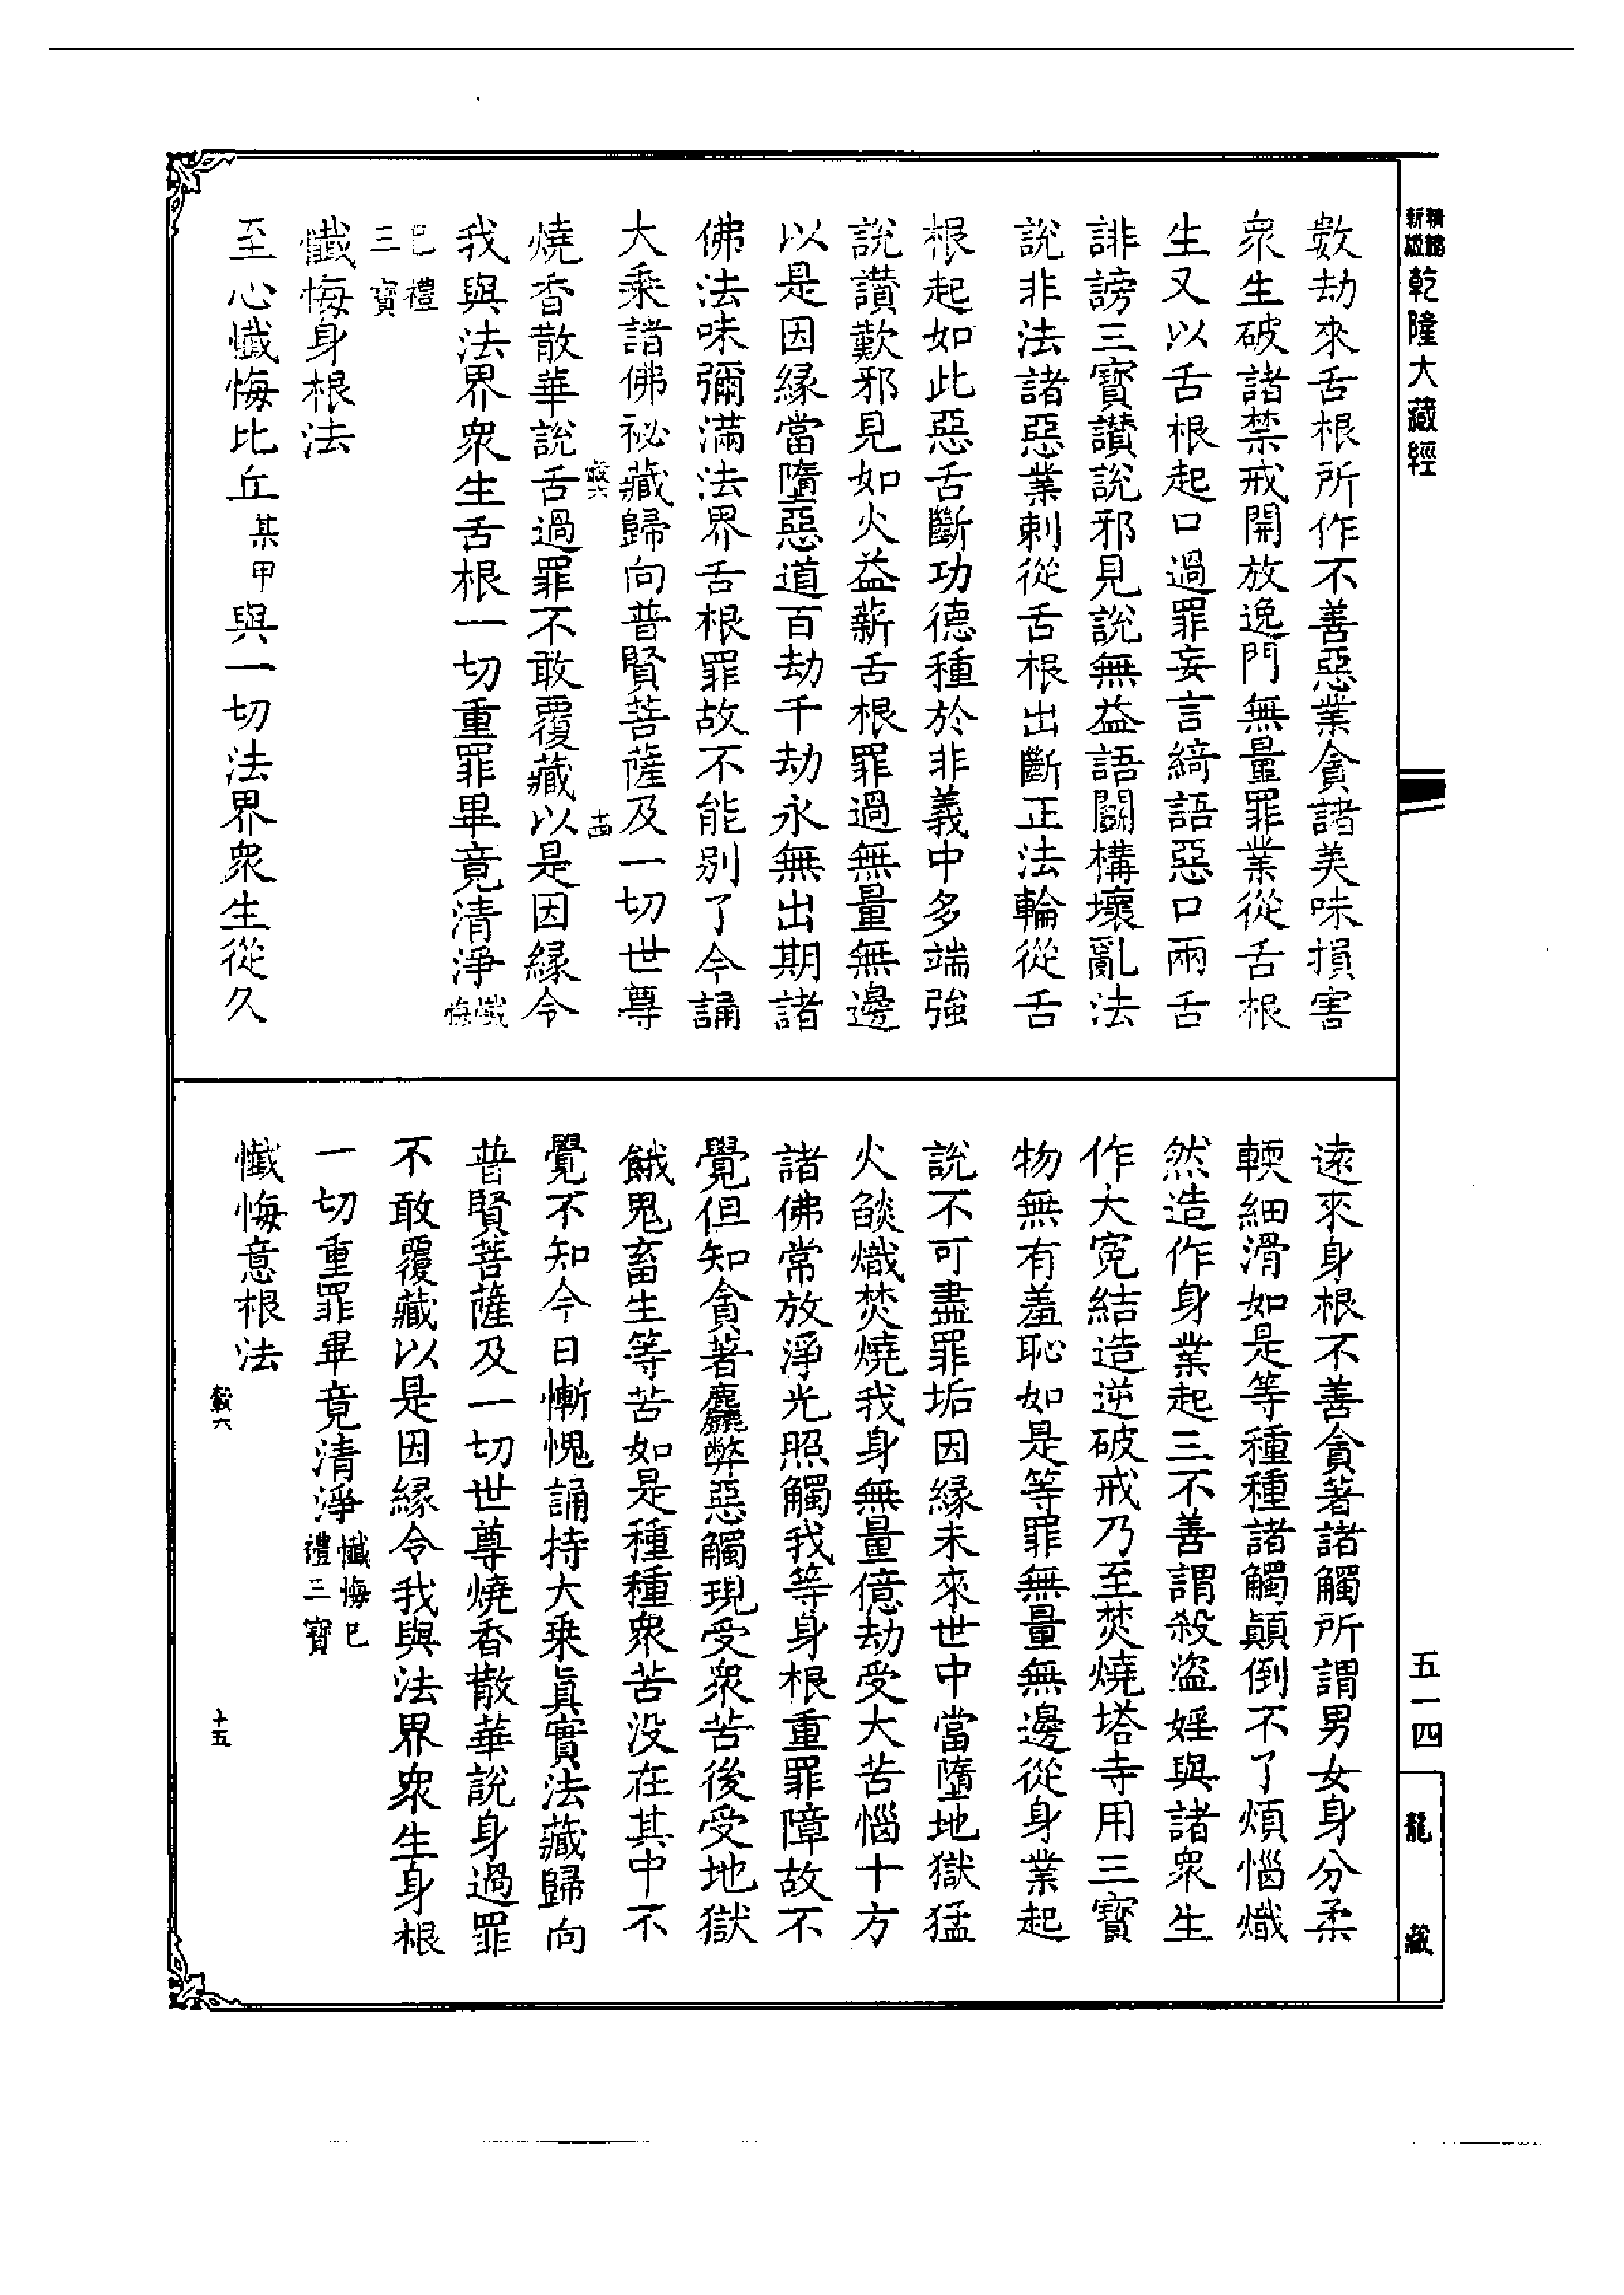 乾隆大藏經
數劫來舌根所作不善惡業貪諸美味損害
衆生破諸禁戒開放逸門無量罪業從舌根
生又以舌根起口過罪妄言綺語惡口兩舌
誹謗三寶讃說邪見說無益語鬬構壞亂法
說非法諸惡業刺從舌根出斷正法輪從舌
根起如此惡舌斷功德種於非義中多端強
說讃歎邪見如火益薪舌根罪過無量無邊
以是因緣當墮惡道百劫千劫永無出期諸
佛法味彌滿法界舌根罪故不能別了今誦
大乘諸佛祕藏歸向普賢菩薩及一切世尊
六
十四
燒香散華說舌過罪不敢覆藏以是因緣令
我與法界衆生舌根一切重罪畢竟清淨懺悔
已禮三寶
懺悔身根法
至心懺悔比丘某甲與一切法界衆生從久
遠來身根不善貪著諸觸所謂男女身分柔
輭細滑如是等種種諸觸顛倒不了煩惱熾
然造作身業起三不善謂殺盜婬與諸衆生
作大寃結造逆破戒乃至焚燒塔寺用三寶
物無有羞恥如是等罪無量無邊從身業起
說不可盡罪垢因緣未來世中當墮地獄猛
火燄熾焚燒我身無量億劫受大苦惱十方
諸佛常放淨光照觸我等身根重罪障故不
覺但知貪著麤弊惡觸現受衆苦後受地獄
餓鬼畜生等苦如是種種衆苦没在其中不
覺不知今日慚愧誦持大乘眞實法藏歸向
普賢菩薩及一切世尊燒香散華說身過罪
不敢覆藏以是因緣令我與法界衆生身根
一切重罪畢竟清淨懺悔已禮三寶
懺悔意根法
六
十五
五一四
龍藏